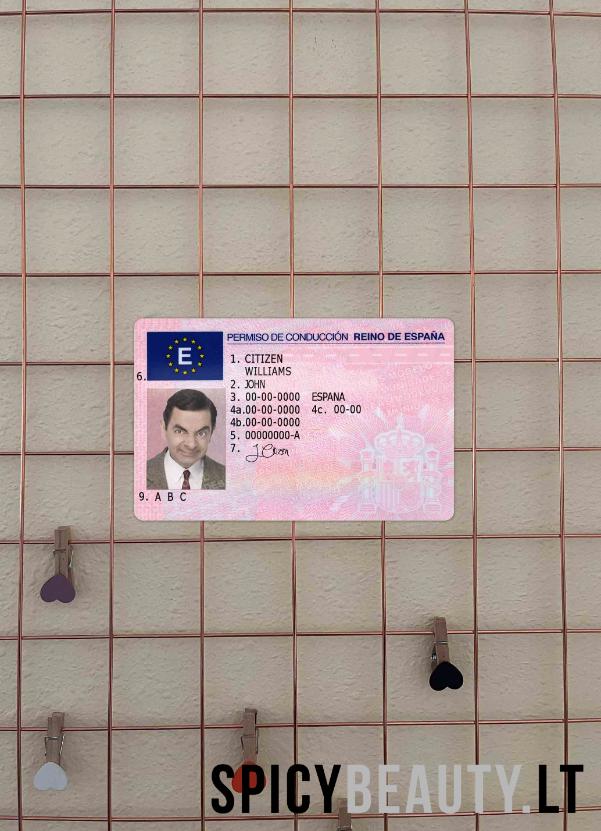 E
PERMISO DE CONDUCCIÓN REINO DE ESPAÑA
1. CITIZEN
WILLIAMS
2. JOHN
3. 00-00-0000 ESPANA
4a.00-00-0000 4c. 00-00
4b.00-00-0000
5. 00000000-A
7.
6.
9. A B C
SPICYBEAUTY.LT